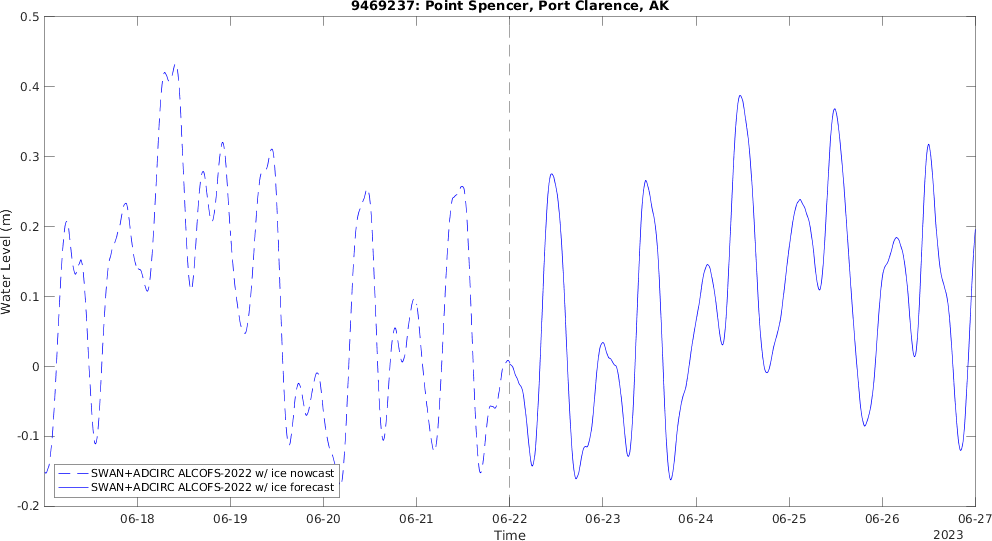 9469237: Point Spencer, Port Clarence, AK
0.5
0.4
0.3
0.2
0.1
0
-0.1
-0.2
Water Level (m)
SWAN+ADCIRC ALCOFS-2022 w/ ice nowcast
SWAN+ADCIRC ALCOFS-2022 w/ ice forecast
06-18 06-19 06-20 06-21 06-22 06-23 06-24 06-25 06-26 06-27
Time
2023